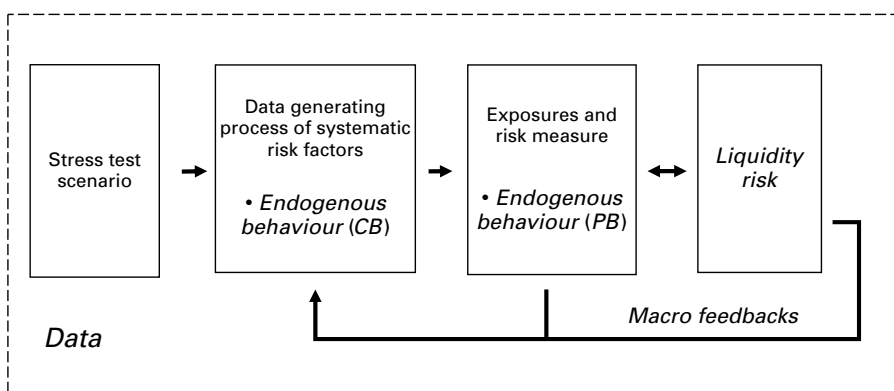 Stress test
scenario
Data generating
process of systematic
risk factors
• Endogenous
behaviour (CB)
Exposures and
risk measure
• Endogenous
behaviour (PB)
Liquidity
risk
Macro feedbacks
Data